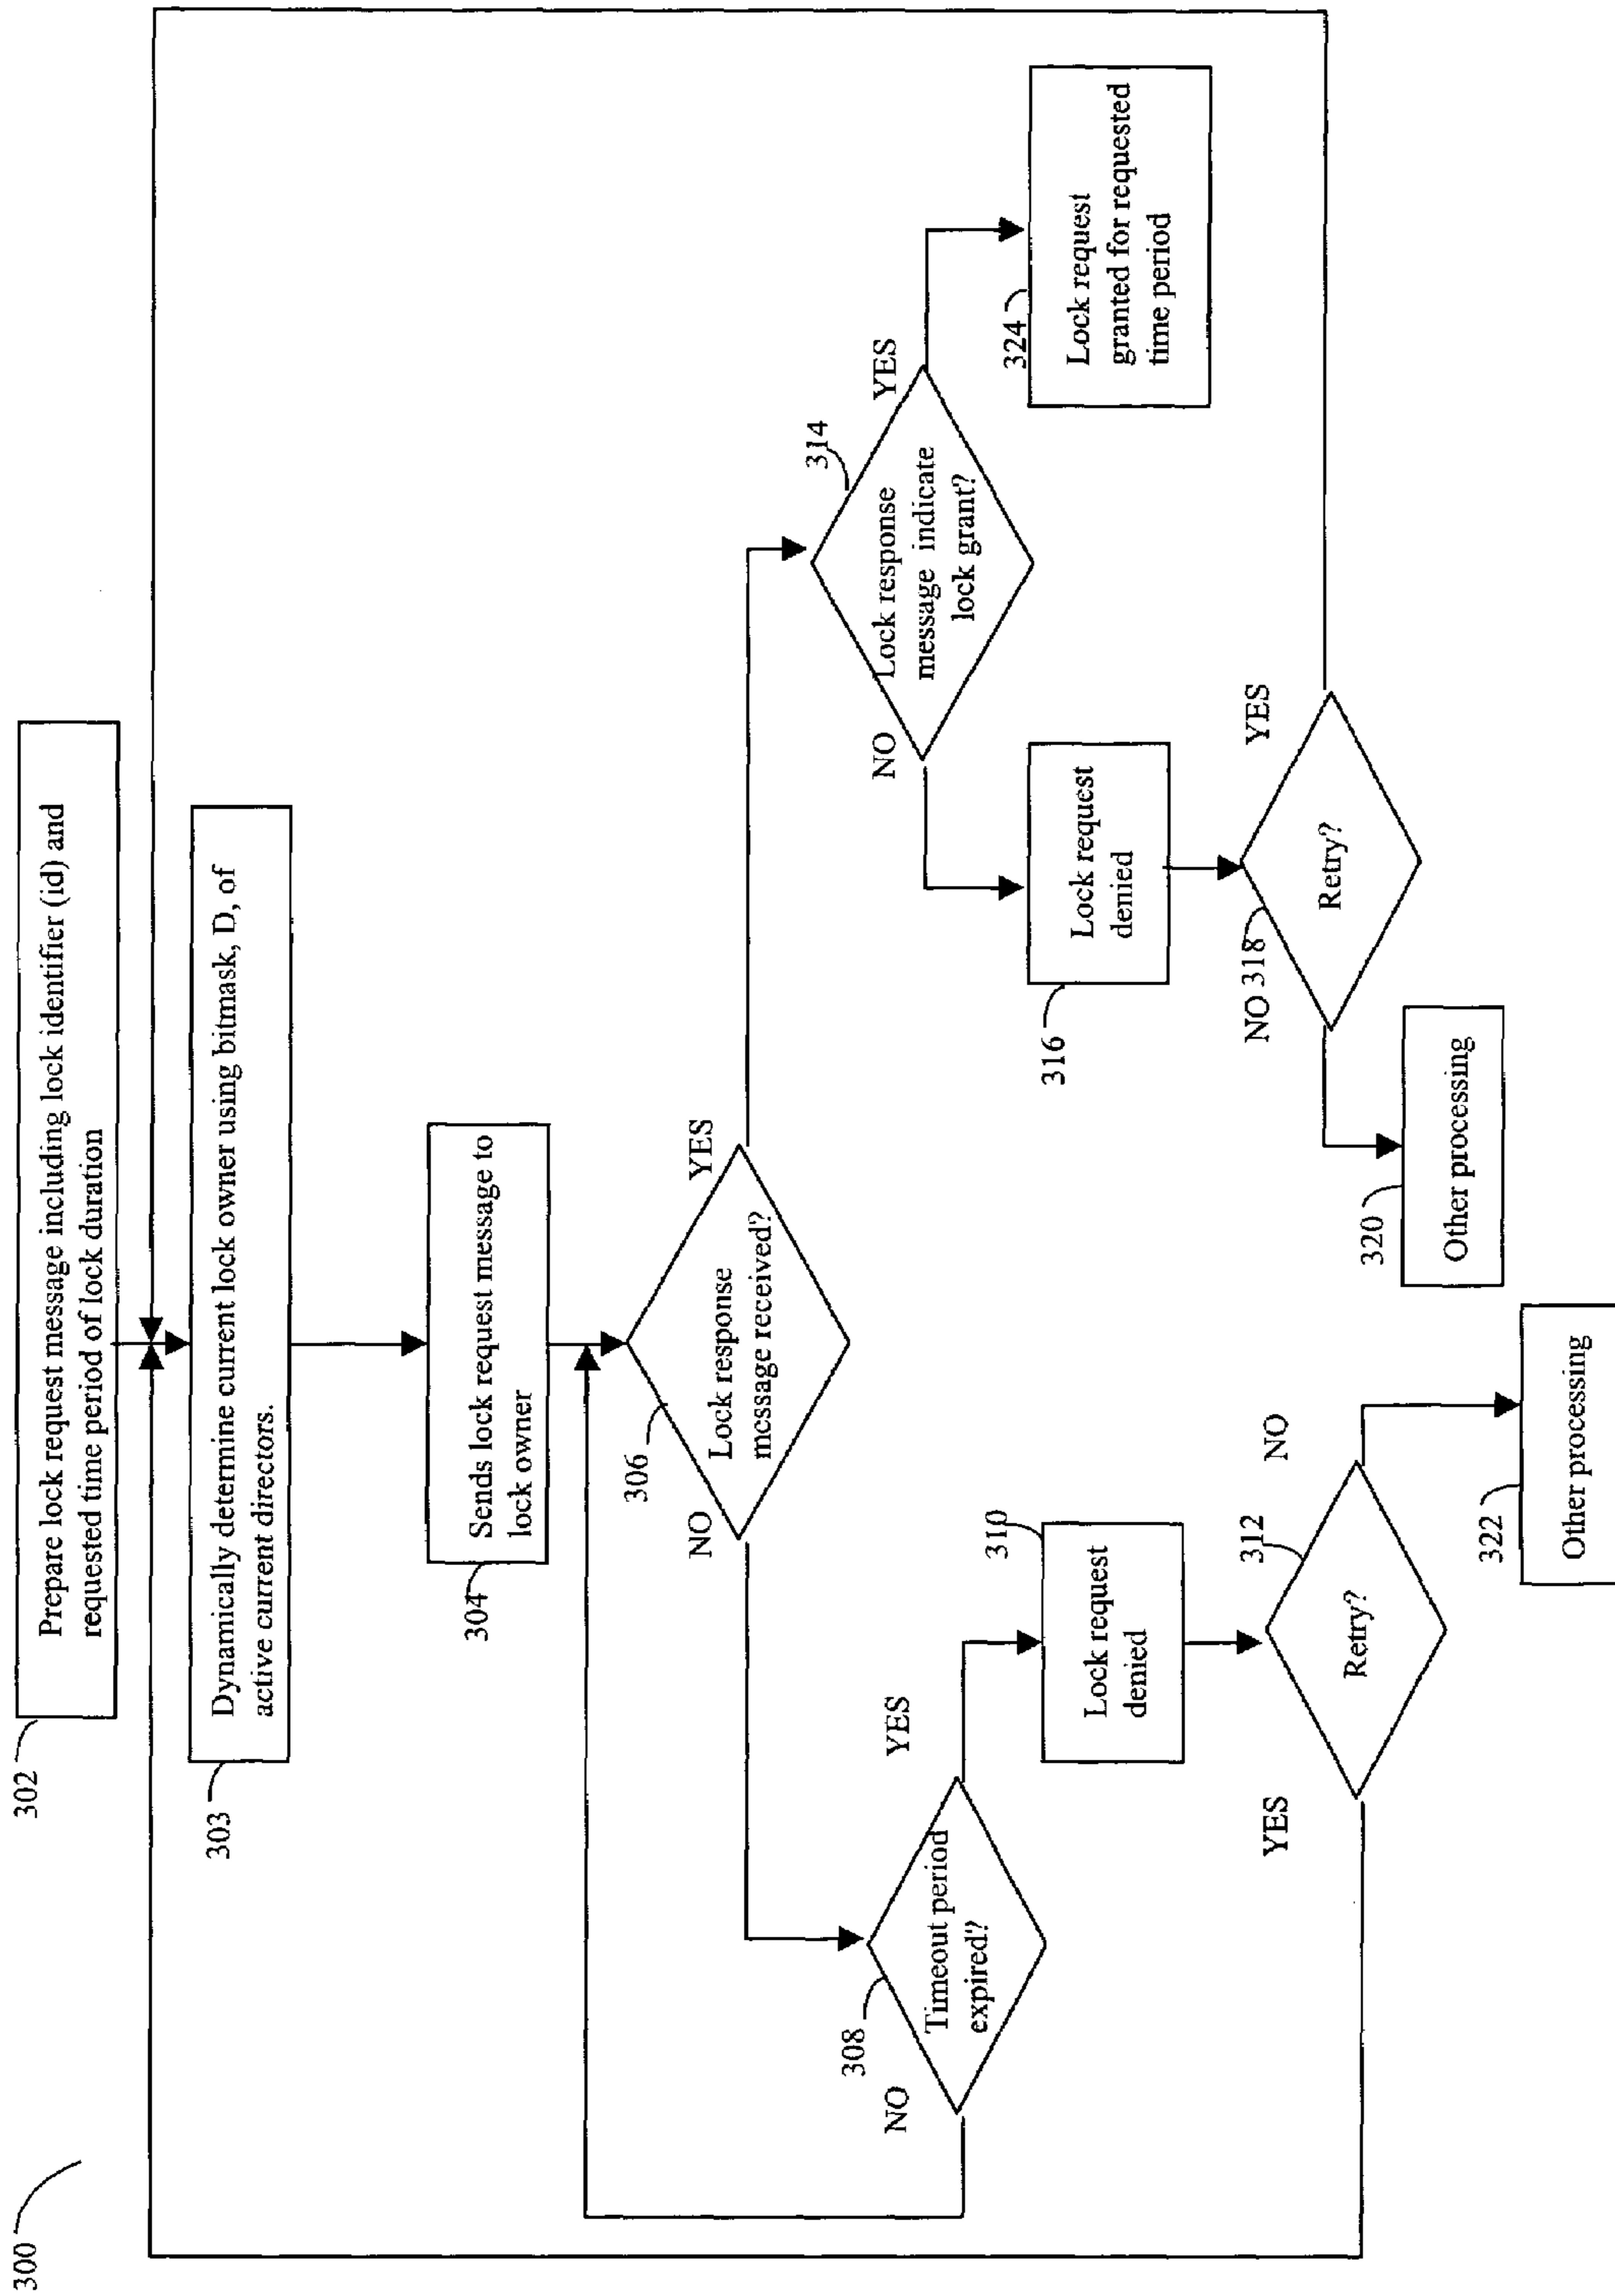 300
302
Prepare lock request message including lock identifier (id) and
requested time period of lock duration
303
Dynamically determine current lock owner using bitmask, D, of
active current directors.
304
Sends lock request message to
lock owner
306
Lock response
message received?
NO
YES
308
Timeout period
expired?
NO
YES
310
Lock request
denied
312
Retry?
YES
NO
322
Other processing
314
Lock response
message indicate
lock grant?
NO
YES
316
Lock request
denied
324
Lock request
granted for requested
time period
NO 318
Retry?
YES
320
Other processing